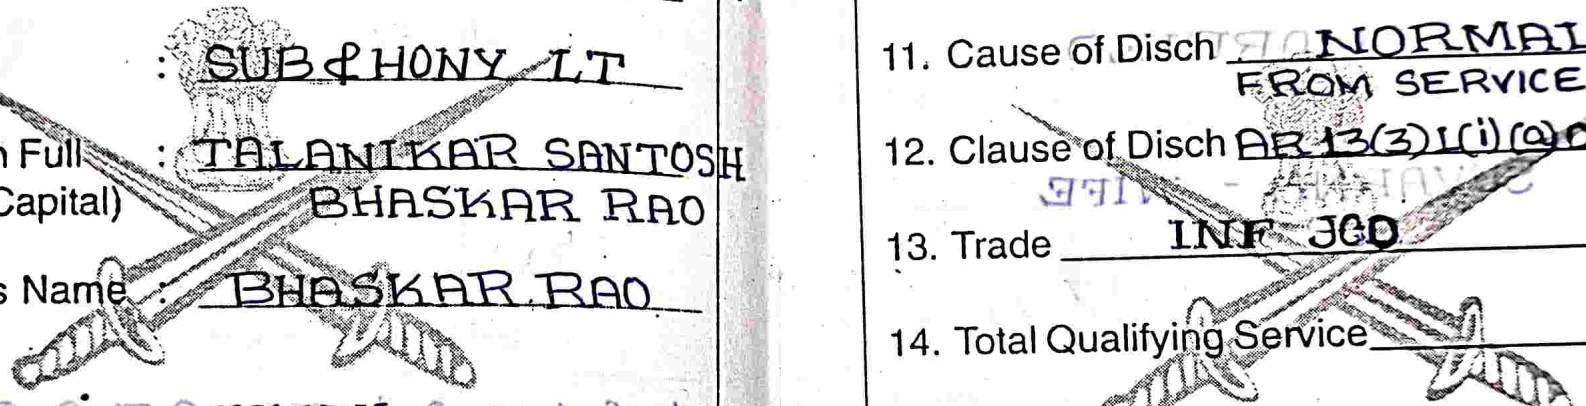 : SUB & HONY LT
Full : TALANIKAR SANTOSH
Capital) BHASKAR RAO
s Name : BHASKAR RAO
11. Cause of Disch NORMAL
FROM SERVICE
12. Clause of Disch AR 13(3) I(i)(a)
13. Trade INF JCO
14. Total Qualifying Service